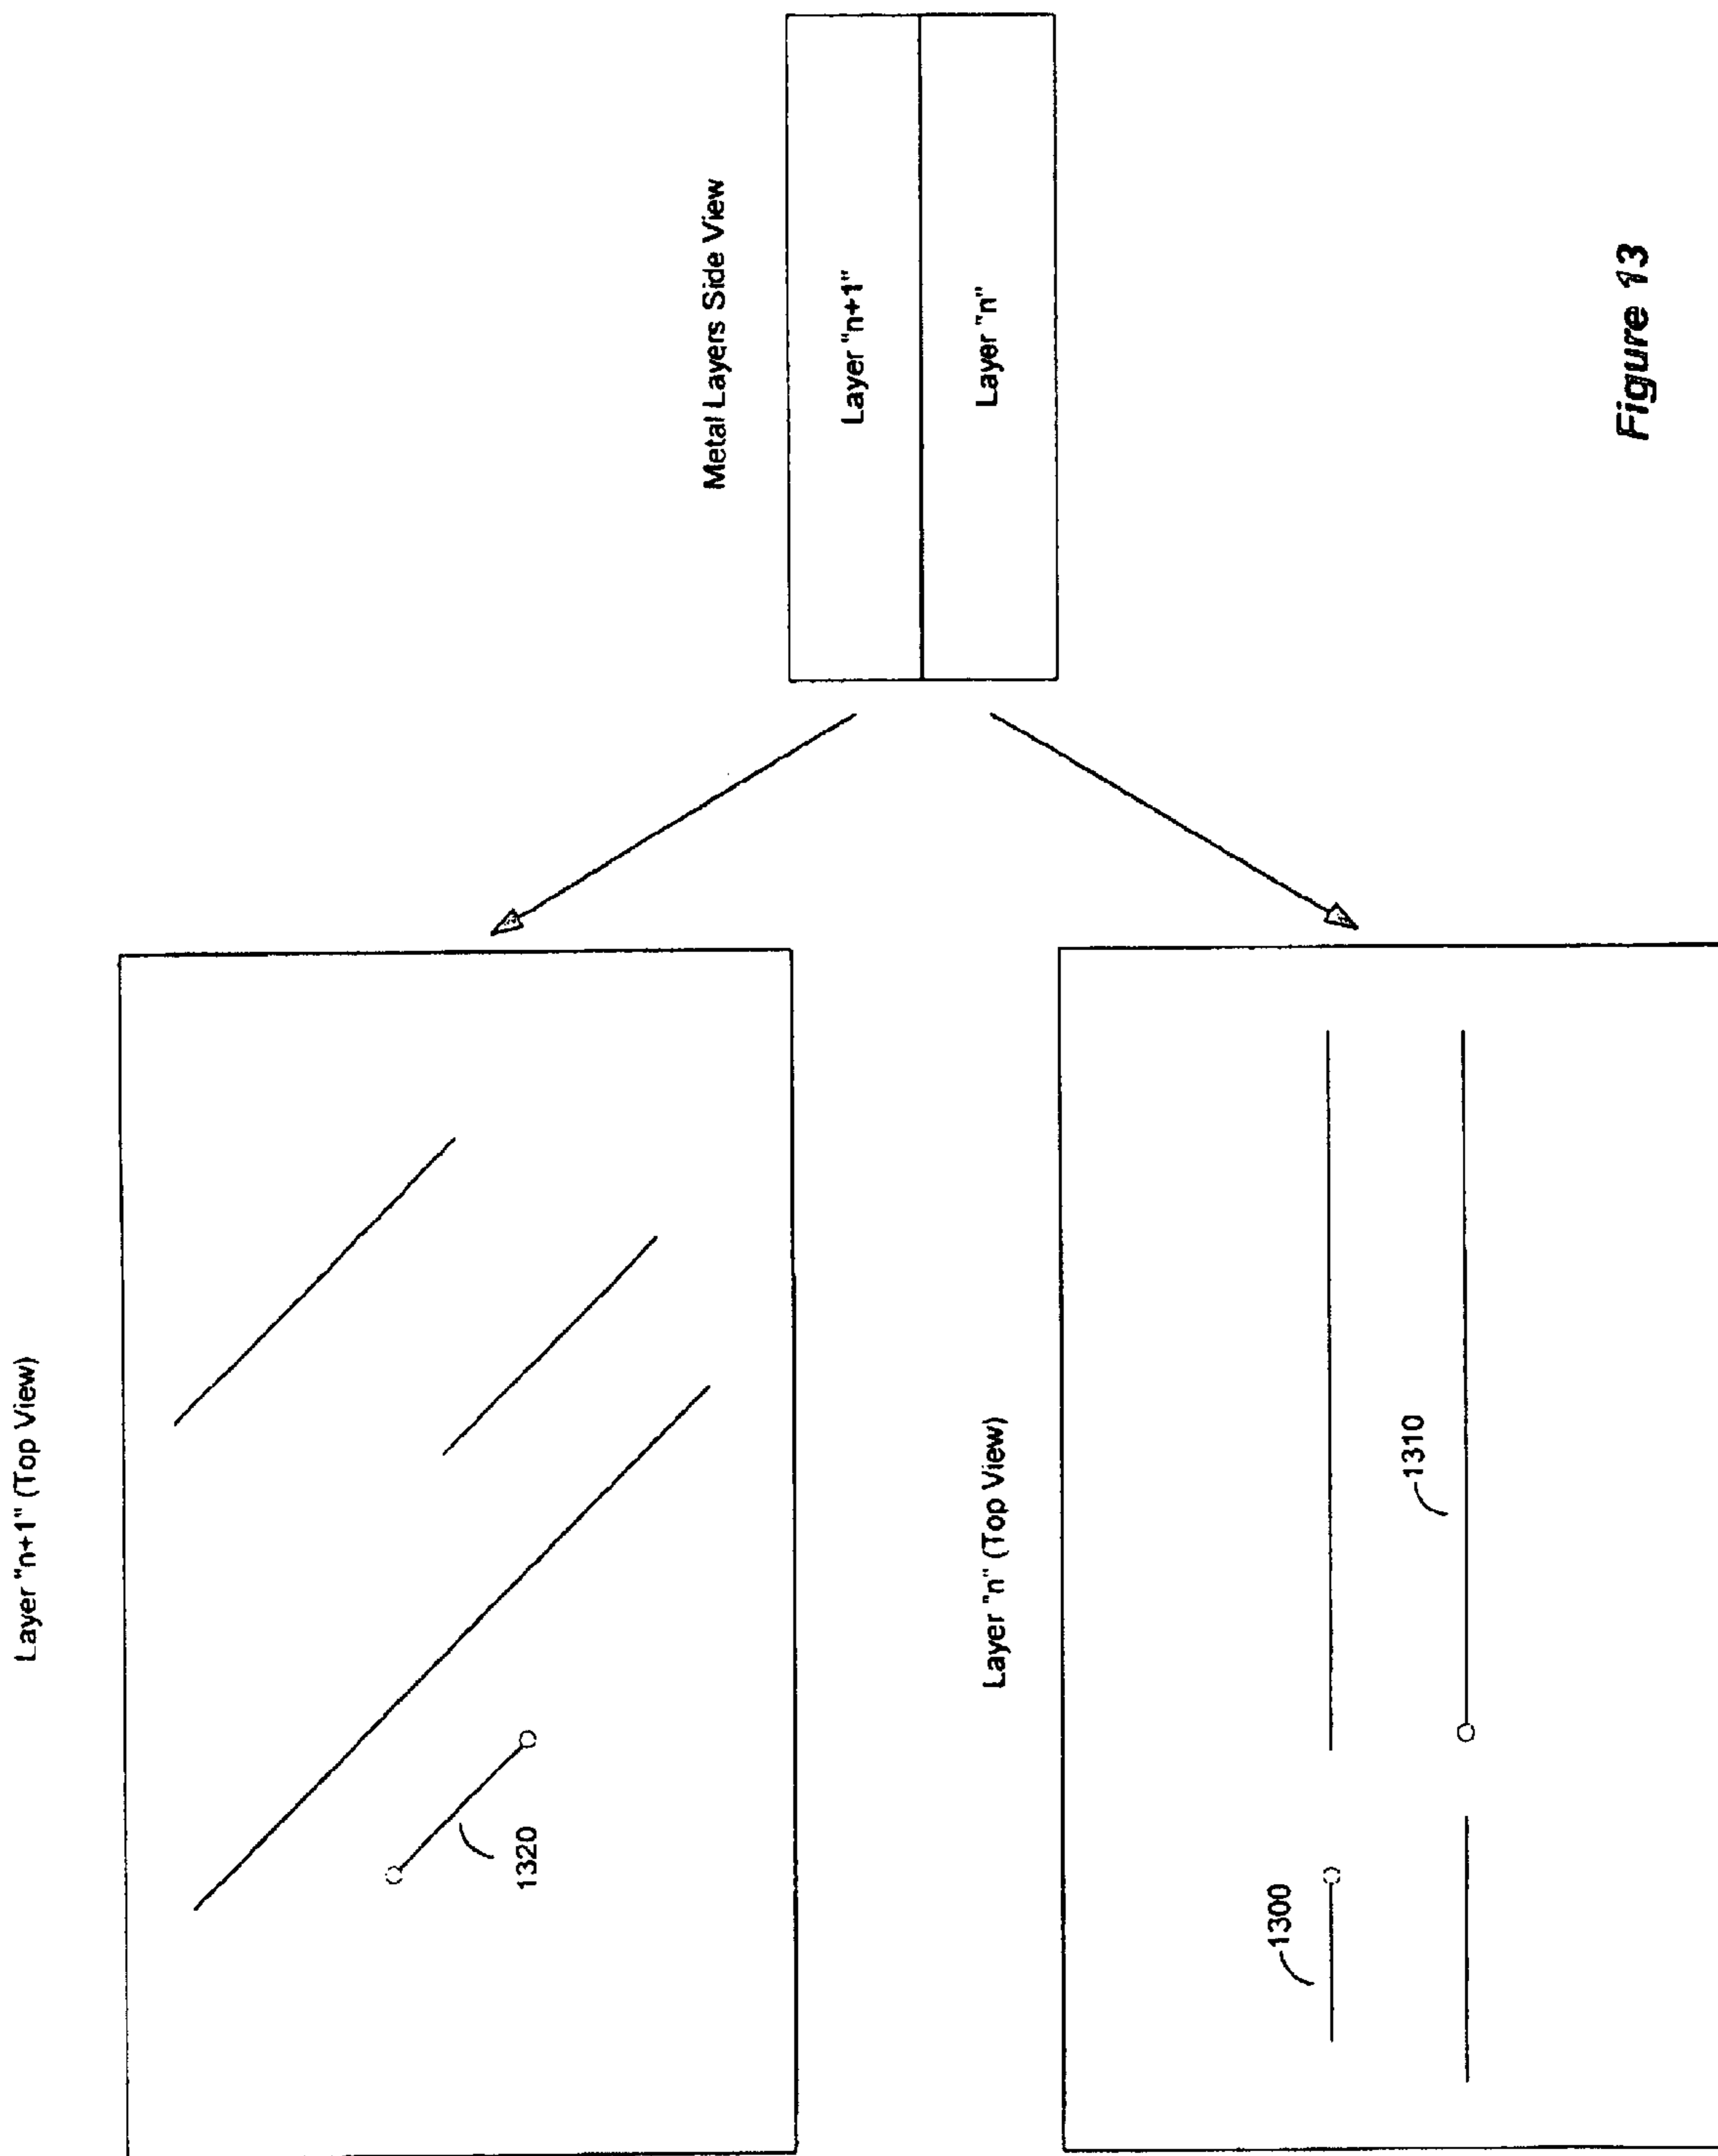 Layer "n+1" (Top View)
1320
Metal Layers Side View
Layer "n+1"
Layer "n"
Layer "n" (Top View)
1300
1310
Figure 13